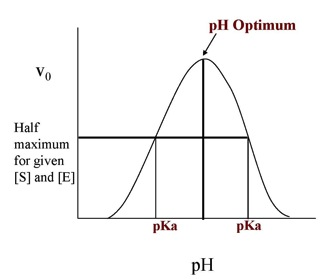 pH Optimum
v0
Half
maximum
for given
[S] and [E]
pKa
pKa
pH